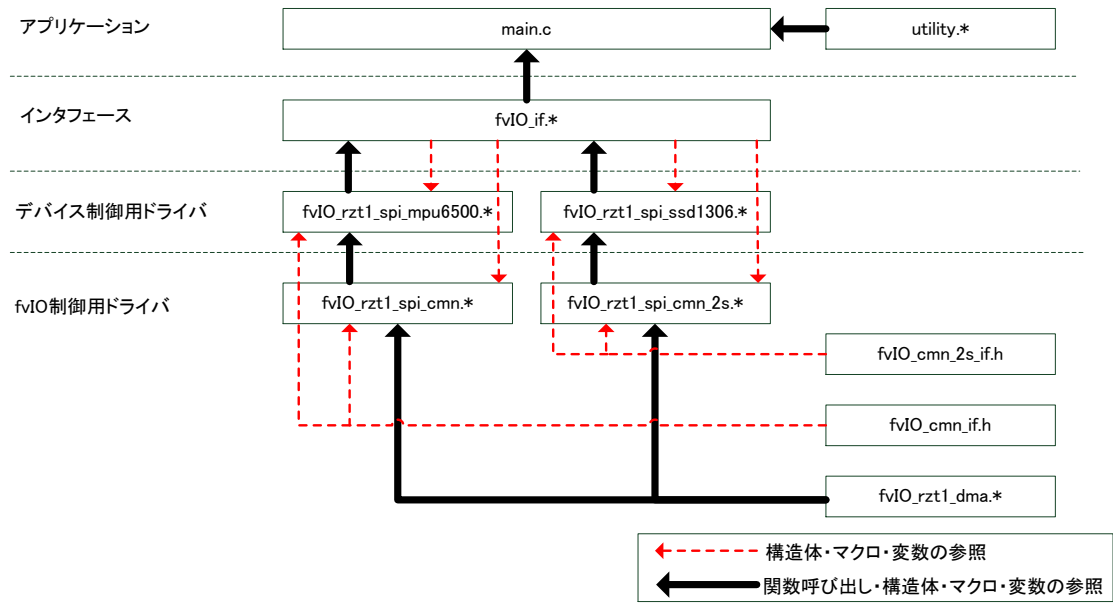 アプリケーション
main.c
utility.*
インタフェース
fvIO_if.*
デバイス制御用ドライバ
fvIO_rzt1_spi_mpu6500.*
fvIO_rzt1_spi_ssd1306.*
fvIO制御用ドライバ
fvIO_rzt1_spi_cmn.*
fvIO_rzt1_spi_cmn_2s.*
fvIO_cmn_2s_if.h
fvIO_cmn_if.h
fvIO_rzt1_dma.*
構造体・マクロ・変数の参照
関数呼び出し・構造体・マクロ・変数の参照